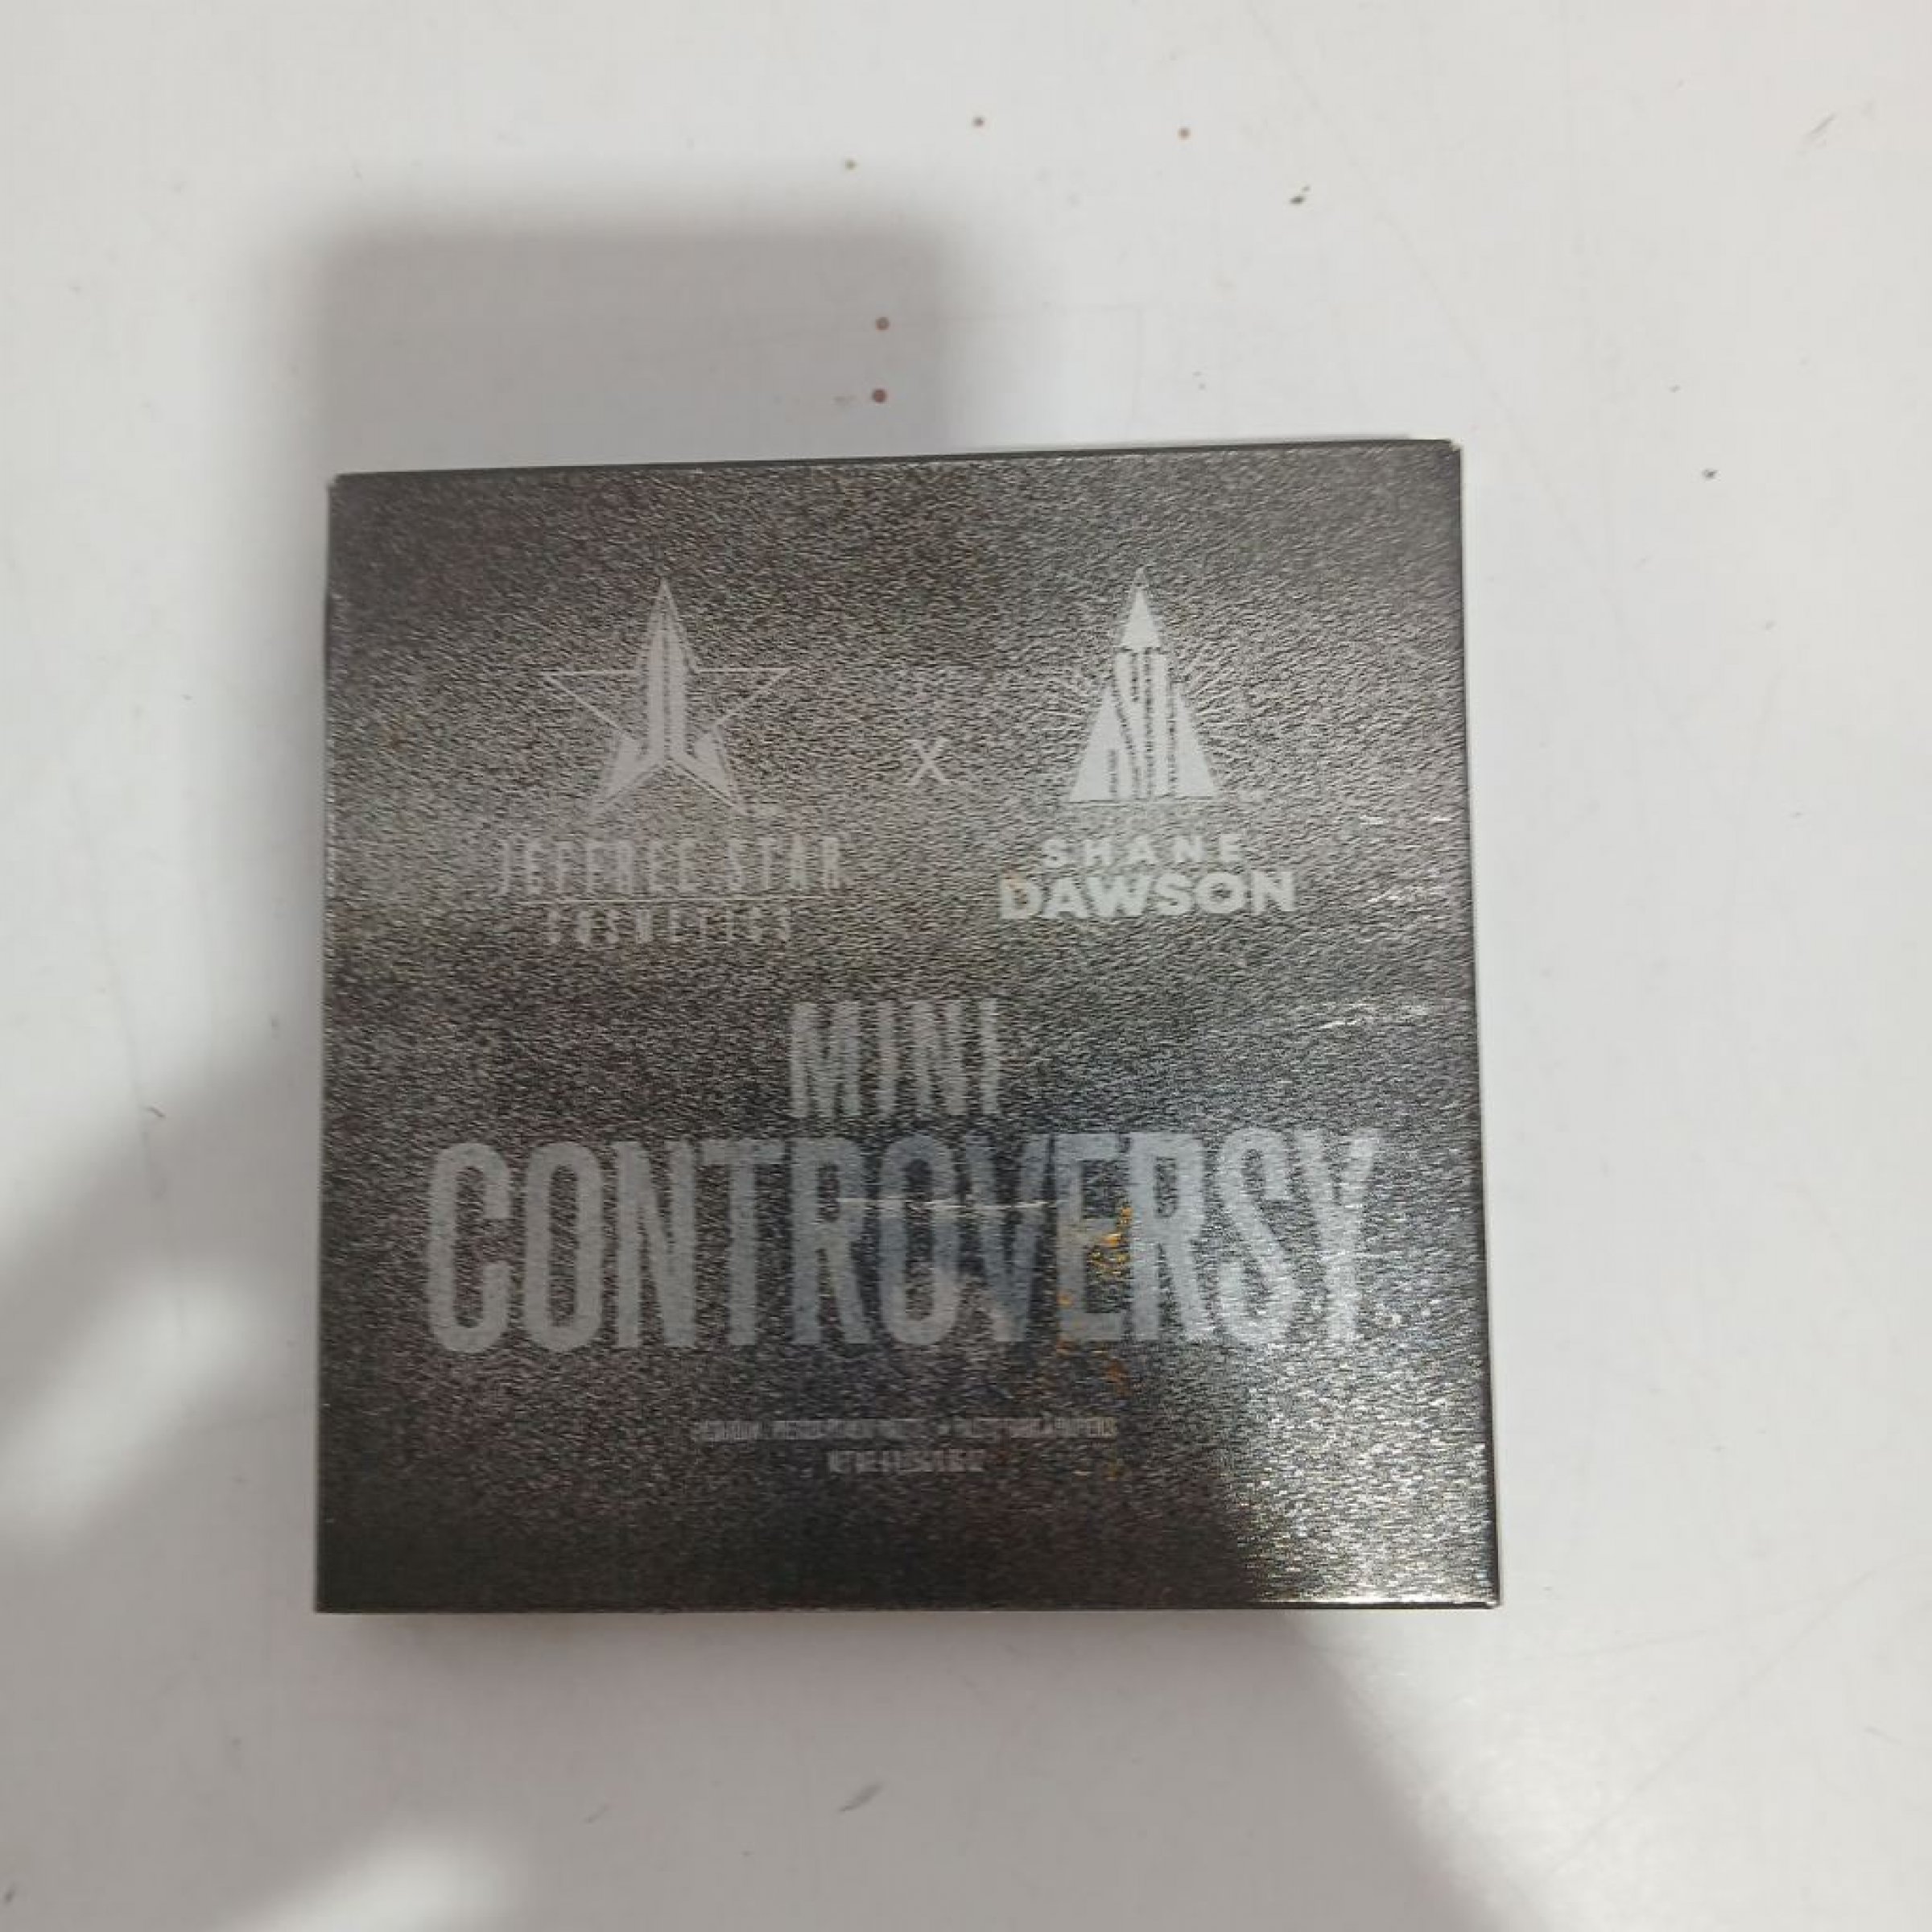 JEFFREE STAR
COSMETICS
X
SHANE
DAWSON
MINI
CONTROVERSY